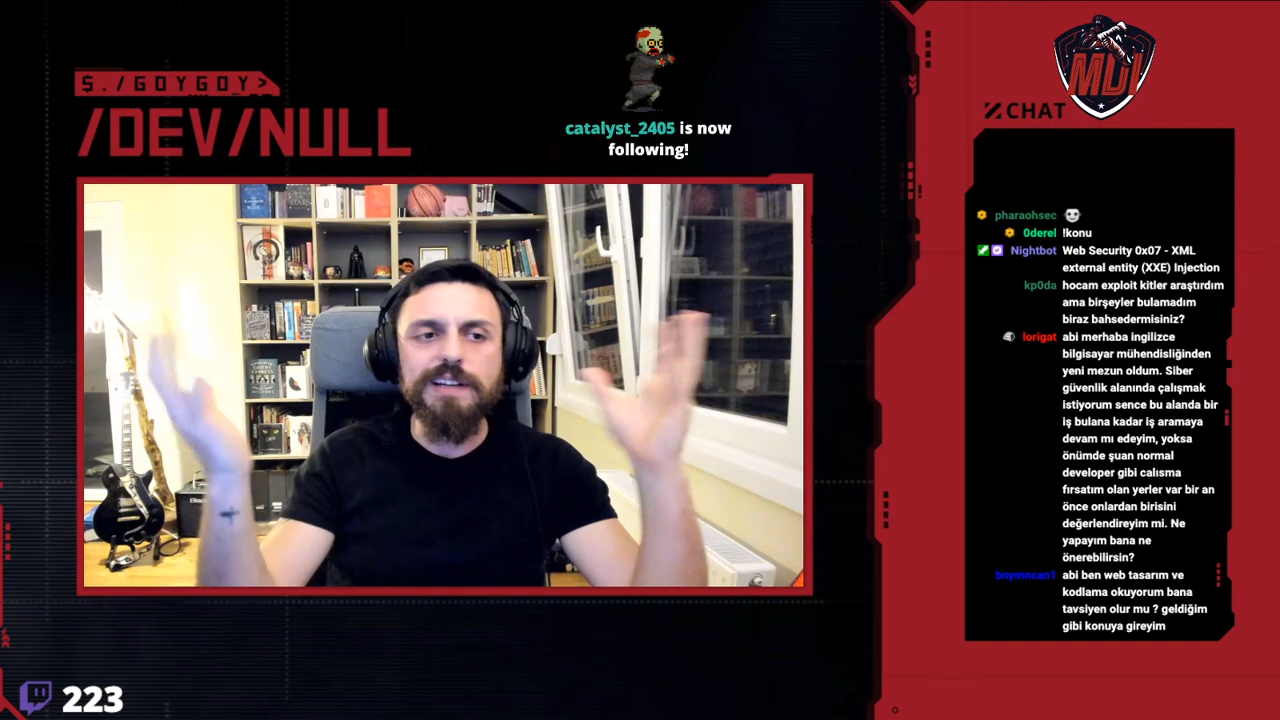 $./GOYGOY>
/DEV/NULL
catalyst_2405 is now
following!
MDI
CHAT
pharaohsec
0derel !konu
Nightbot Web Security 0x07 - XML
external entity (XXE) Injection
kp0da hocam exploit kitler araştırdım
ama birşeyler bulamadım
biraz bahsedermisiniz?
lorigat abi merhaba ingilizce
bilgisayar mühendisliğinden
yeni mezun oldum. Siber
güvenlik alanında çalışmak
istiyorum sence bu alanda bir
iş bulana kadar iş aramaya
devam mı edeyim, yoksa
önümde şuan normal
developer gibi calısma
fırsatım olan yerler var bir an
önce onlardan birisini
değerlendireyim mi. Ne
yapayım bana ne
önerebilirsin?
bnymncan1 abi ben web tasarım ve
kodlama okuyorum bana
tavsiyen olur mu ? geldiğim
gibi konuya gireyim
223